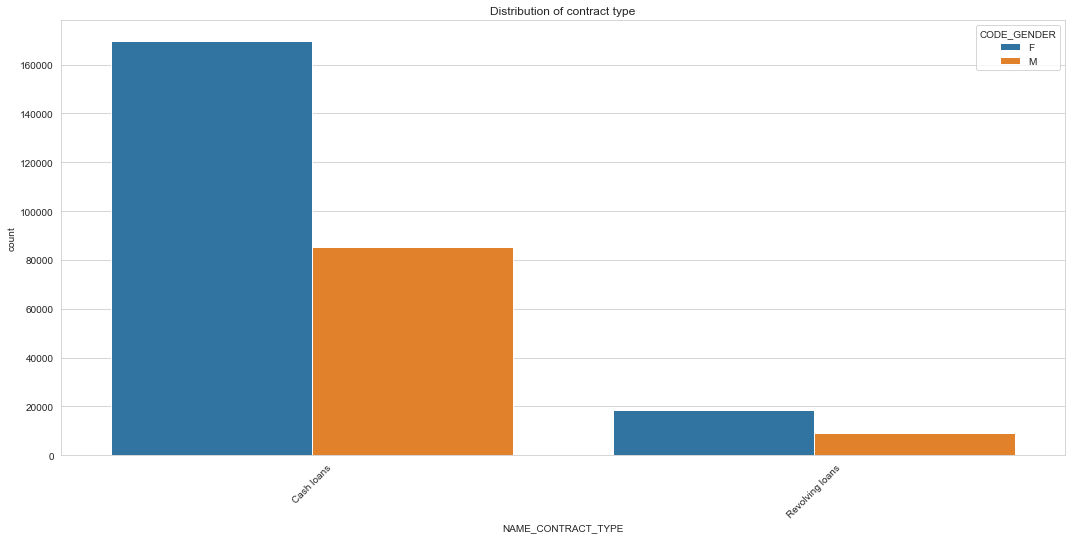 Distribution of contract type
CODE_GENDER
F
M
160000
140000
120000
100000
80000
60000
40000
20000
0
count
Cash loans
Revolving loans
NAME_CONTRACT_TYPE